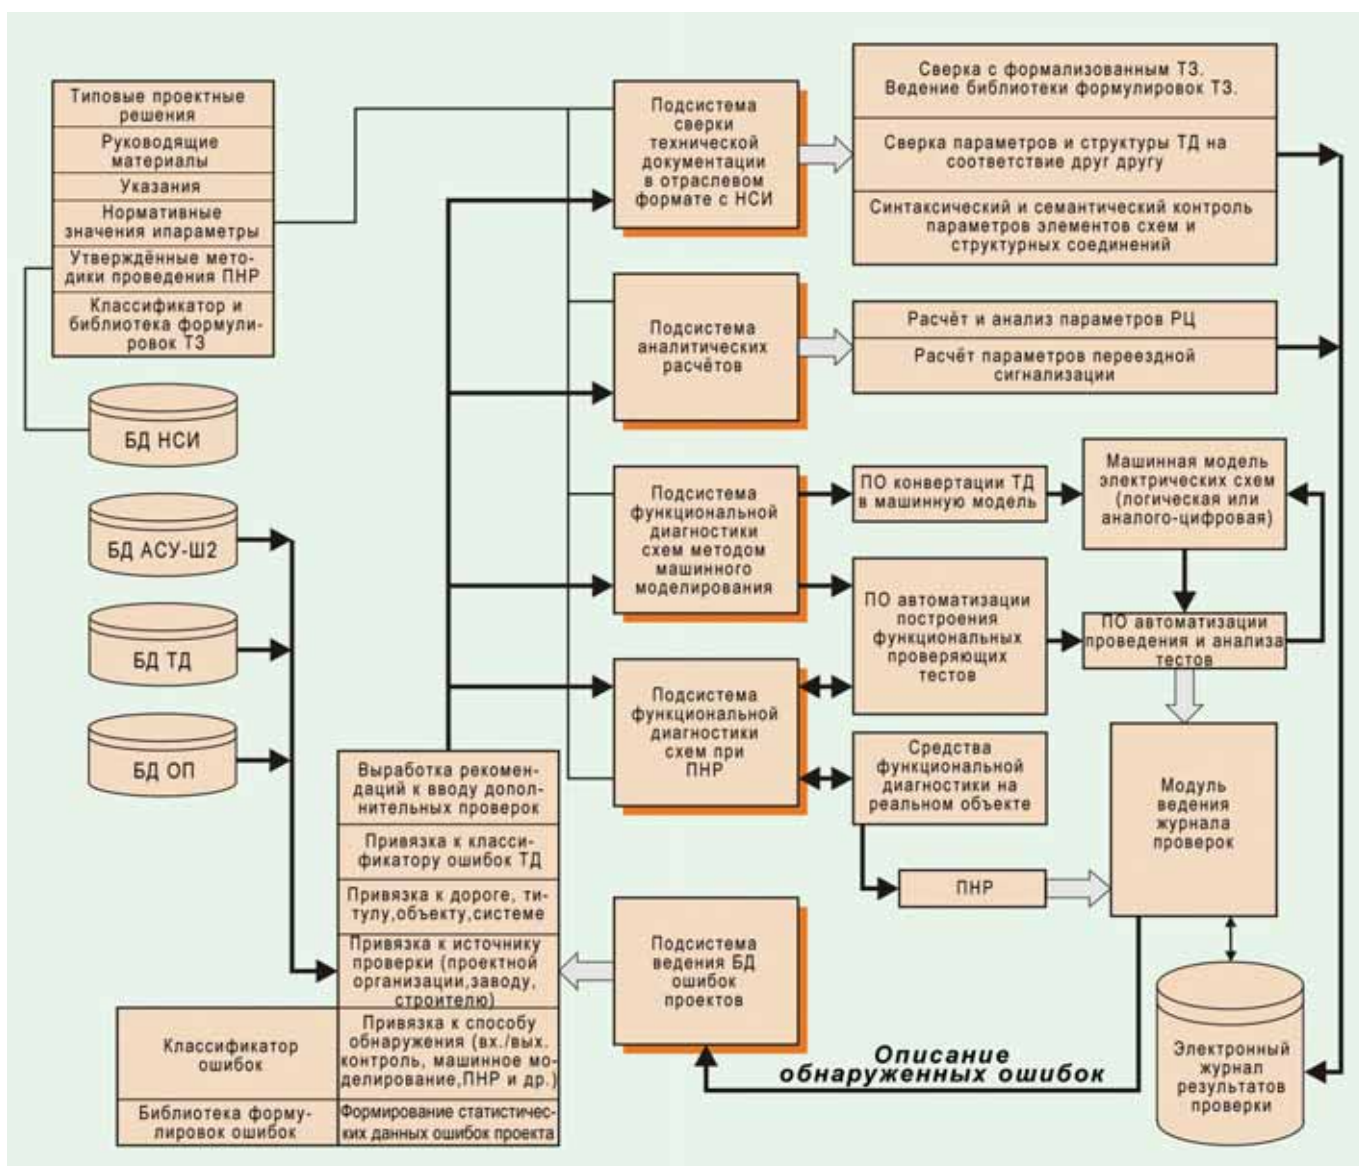 Типовые проектные
решения
Руководящие
материалы
Указания
Нормативные
значения ипараметры
Утверждённые мето-
дики проведения ПНР
Классификатор и
библиотека формули-
ровок ТЗ
БД НСИ
БД АСУ-Ш2
БД ТД
БД ОП
Выработка рекомен-
даций к вводу допол-
нительных проверок
Привязка к класси-
фикатору ошибок ТД
Привязка к дороге, ти-
тулу,объекту,системе
Привязка к источнику
проверки (проектной
организации,заводу,
строителю)
Привязка к способу
обнаружения (вх./вых.
контроль, машинное мо-
делирование,ПНР и др.)
Формирование статистичес-
ких данных ошибок проекта
Классификатор
ошибок
Библиотека форму-
лировок ошибок
Подсистема
сверки
технической
документации
в отраслевом
формате с НСИ
Подсистема
аналитических
расчётов
Подсистема
функциональной
диагностики
схем методом
машинного
моделирования
Подсистема
функциональной
диагностики
схем при
ПНР
Подсистема
ведения БД
ошибок
проектов
Сверка с формализованным ТЗ.
Ведение библиотеки формулировок ТЗ.
Сверка параметров и структуры ТД на
соответствие друг другу
Синтаксический и семантический контроль
параметров элементов схем и
структурных соединений
Расчёт и анализ параметров РЦ
Расчёт параметров переездной
сигнализации
ПО конвертации ТД
в машинную модель
Машинная модель
электрических схем
(логическая или
аналого-цифровая)
ПО автоматизации
построения
функциональных
проверяющих
тестов
ПО автоматизации
проведения и анализа
тестов
Средства
функциональной
диагностики на
реальном объекте
ПНР
Модуль
ведения
журнала
проверок
Описание
обнаруженных ошибок
Электронный
журнал
результатов
проверки